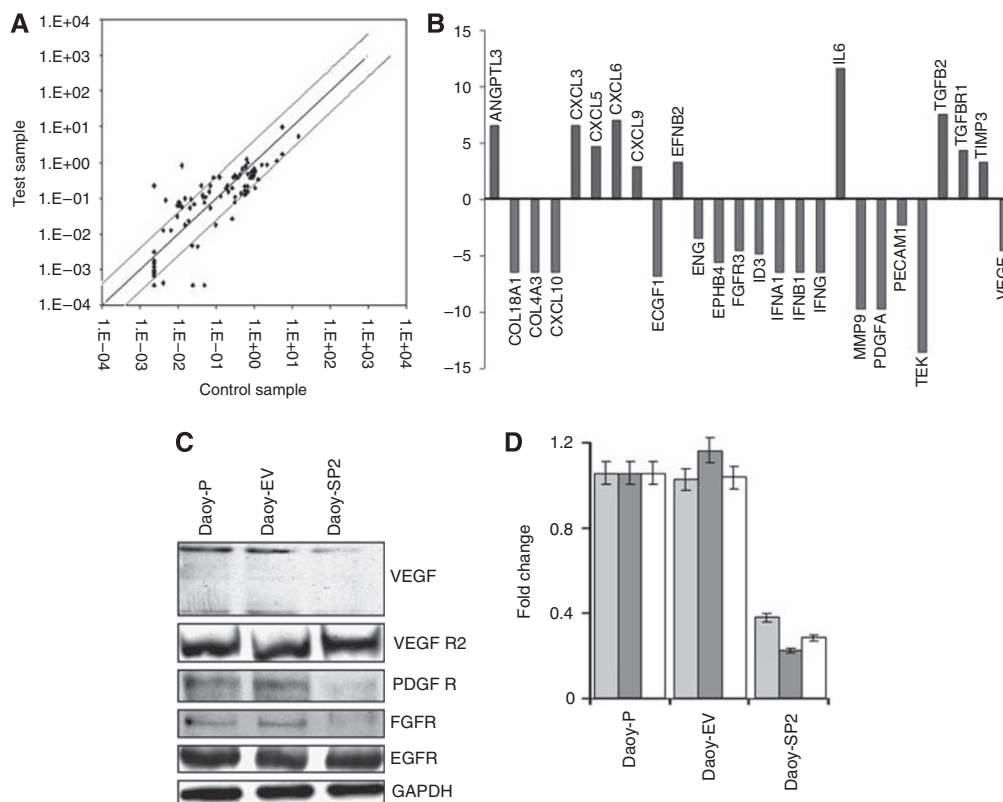 A
1.E+04
1.E+03
1.E+02
1.E+01
1.E+00
1.E–01
1.E–02
1.E–03
1.E–04
Test sample
1.E–04
1.E–03
1.E–02
1.E–01
1.E+00
1.E+01
1.E+02
1.E+03
1.E+04
Control sample
B
15
10
5
0
–5
–10
–15
ANGPTL3
COL18A1
COL4A3
CXCL10
CXCL3
CXCL5
CXCL6
CXCL9
ECGF1
EFNB2
ENG
EPHB4
FGFR3
ID3
IFNA1
IFNB1
IFNG
IL6
MMP9
PDGFA
PECAM1
TEK
TGFB2
TGFBR1
TIMP3
VEGF
C
Daoy-P
Daoy-EV
Daoy-SP2
VEGF
VEGF R2
PDGF R
FGFR
EGFR
GAPDH
D
1.2
0.8
0.4
0
Fold change
Daoy-P
Daoy-EV
Daoy-SP2